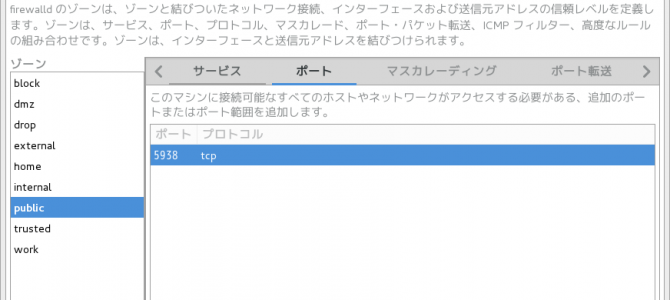 firewalld のゾーンは、ゾーンと結びついたネットワーク接続、インターフェースおよび送信元アドレスの信頼レベルを定義しま
す。ゾーンは、サービス、ポート、プロトコル、マスカレード、ポート・パケット転送、ICMP フィルター、高度なルール
の組み合わせです。ゾーンは、インターフェースと送信元アドレスを結びつけられます。
ゾーン
block
dmz
drop
external
home
internal
public
trusted
work
サービス ポート マスカレーディング ポート転送
このマシンに接続可能なすべてのホストやネットワークがアクセスする必要がある、追加のポー
トまたはポート範囲を追加します。
ポート プロトコル
5938 tcp